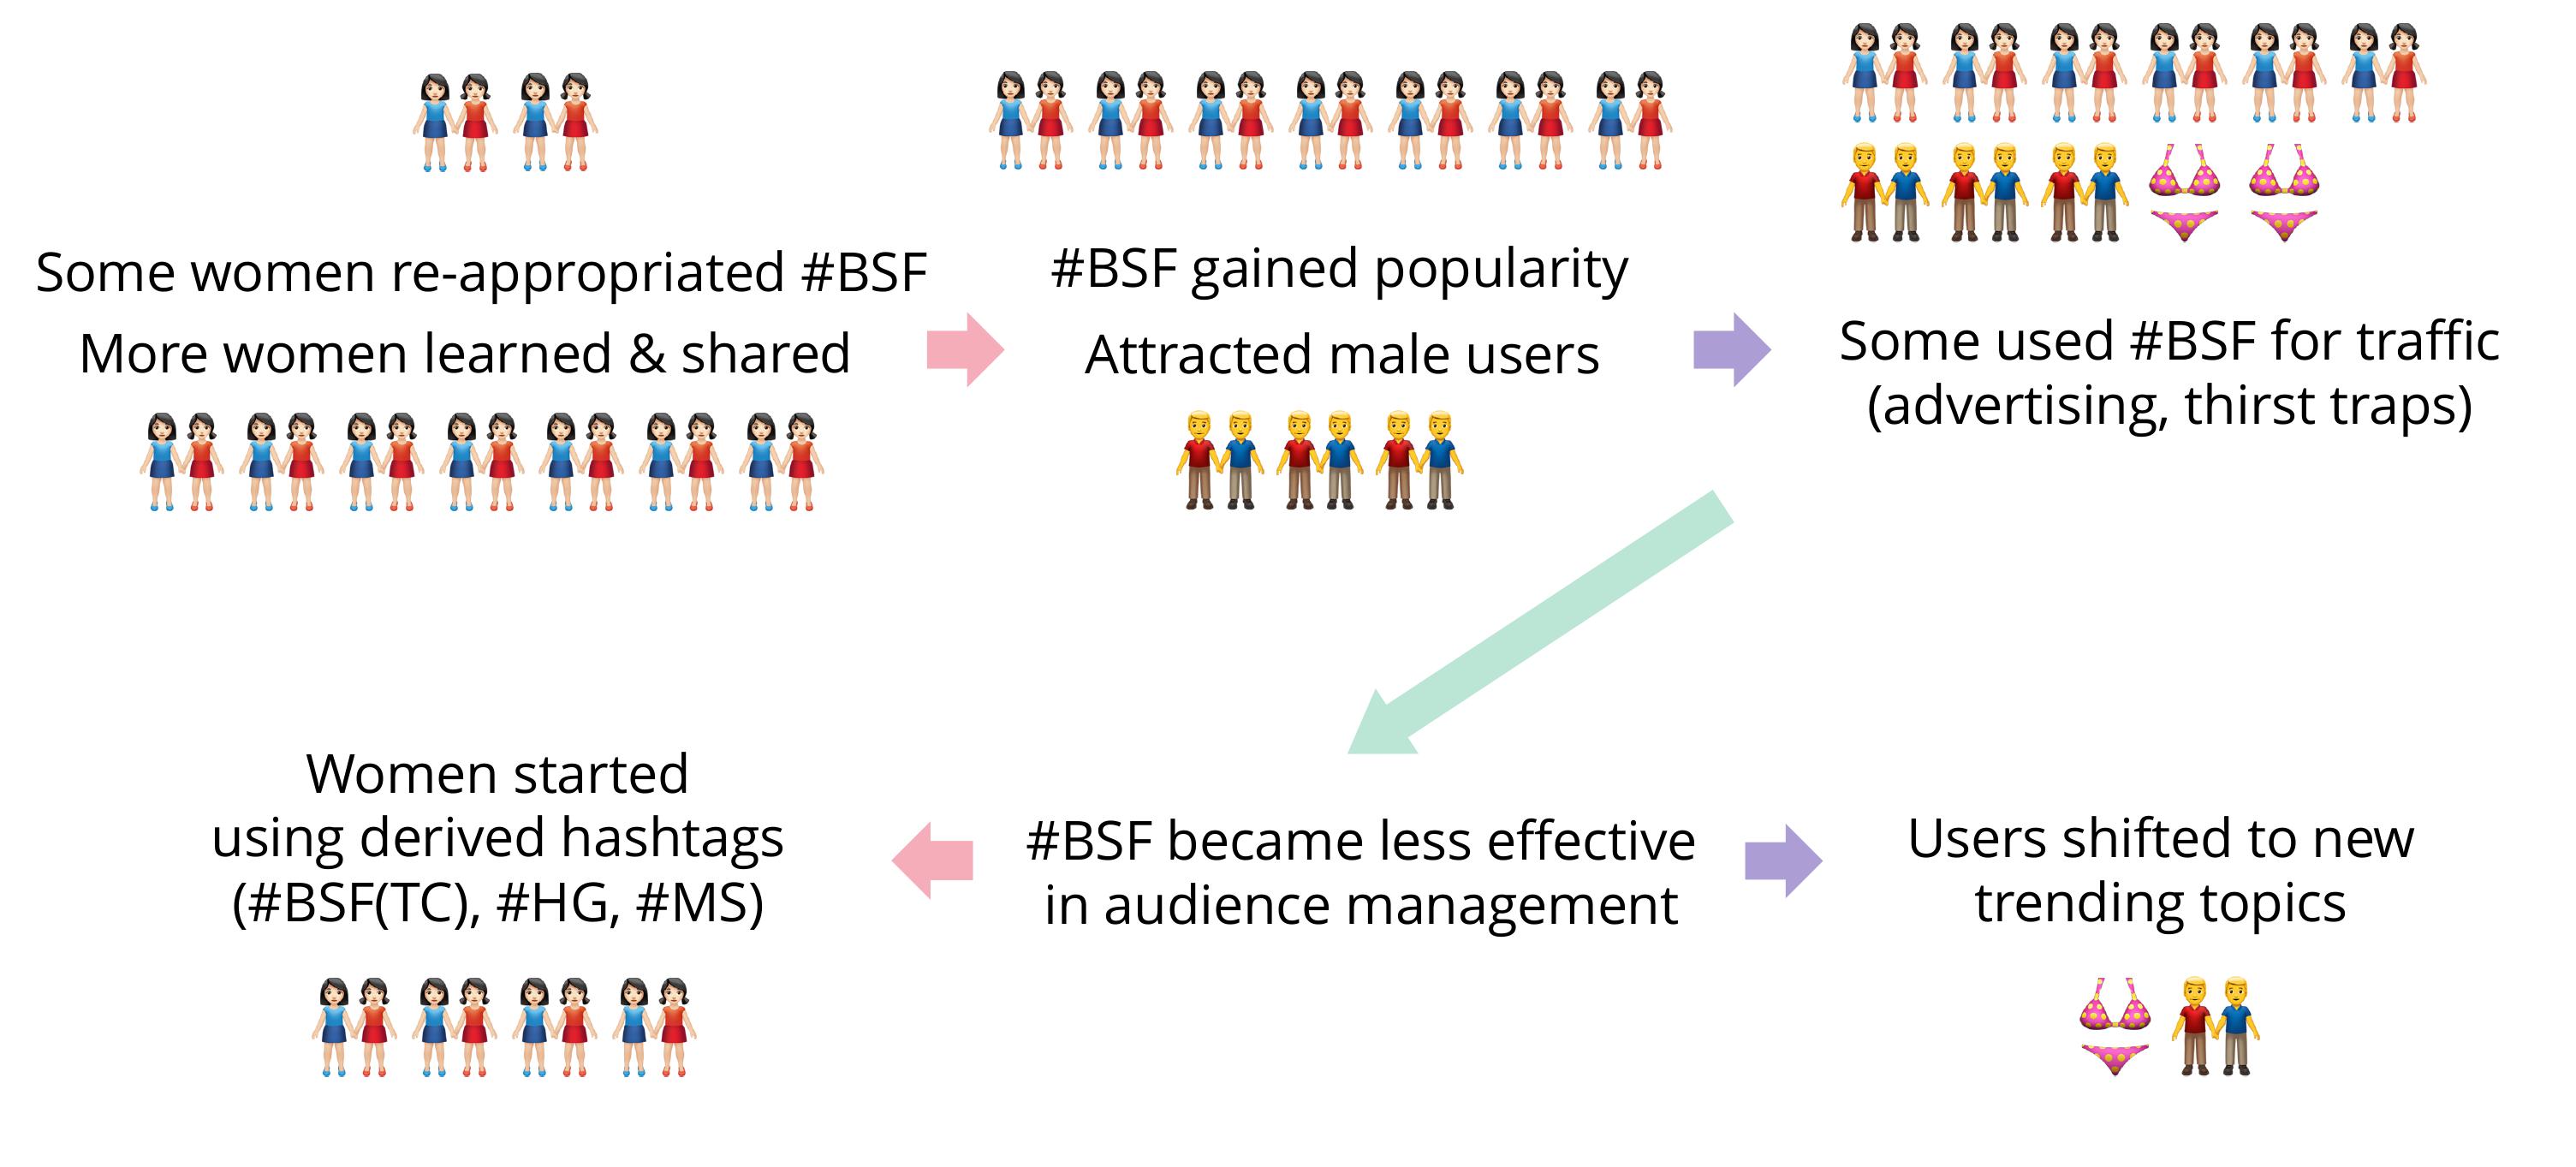 Some women re-appropriated #BSF
More women learned & shared
#BSF gained popularity
Attracted male users
Some used #BSF for traffic
(advertising, thirst traps)
Women started
using derived hashtags
(#BSF(TC), #HG, #MS)
#BSF became less effective
in audience management
Users shifted to new
trending topics